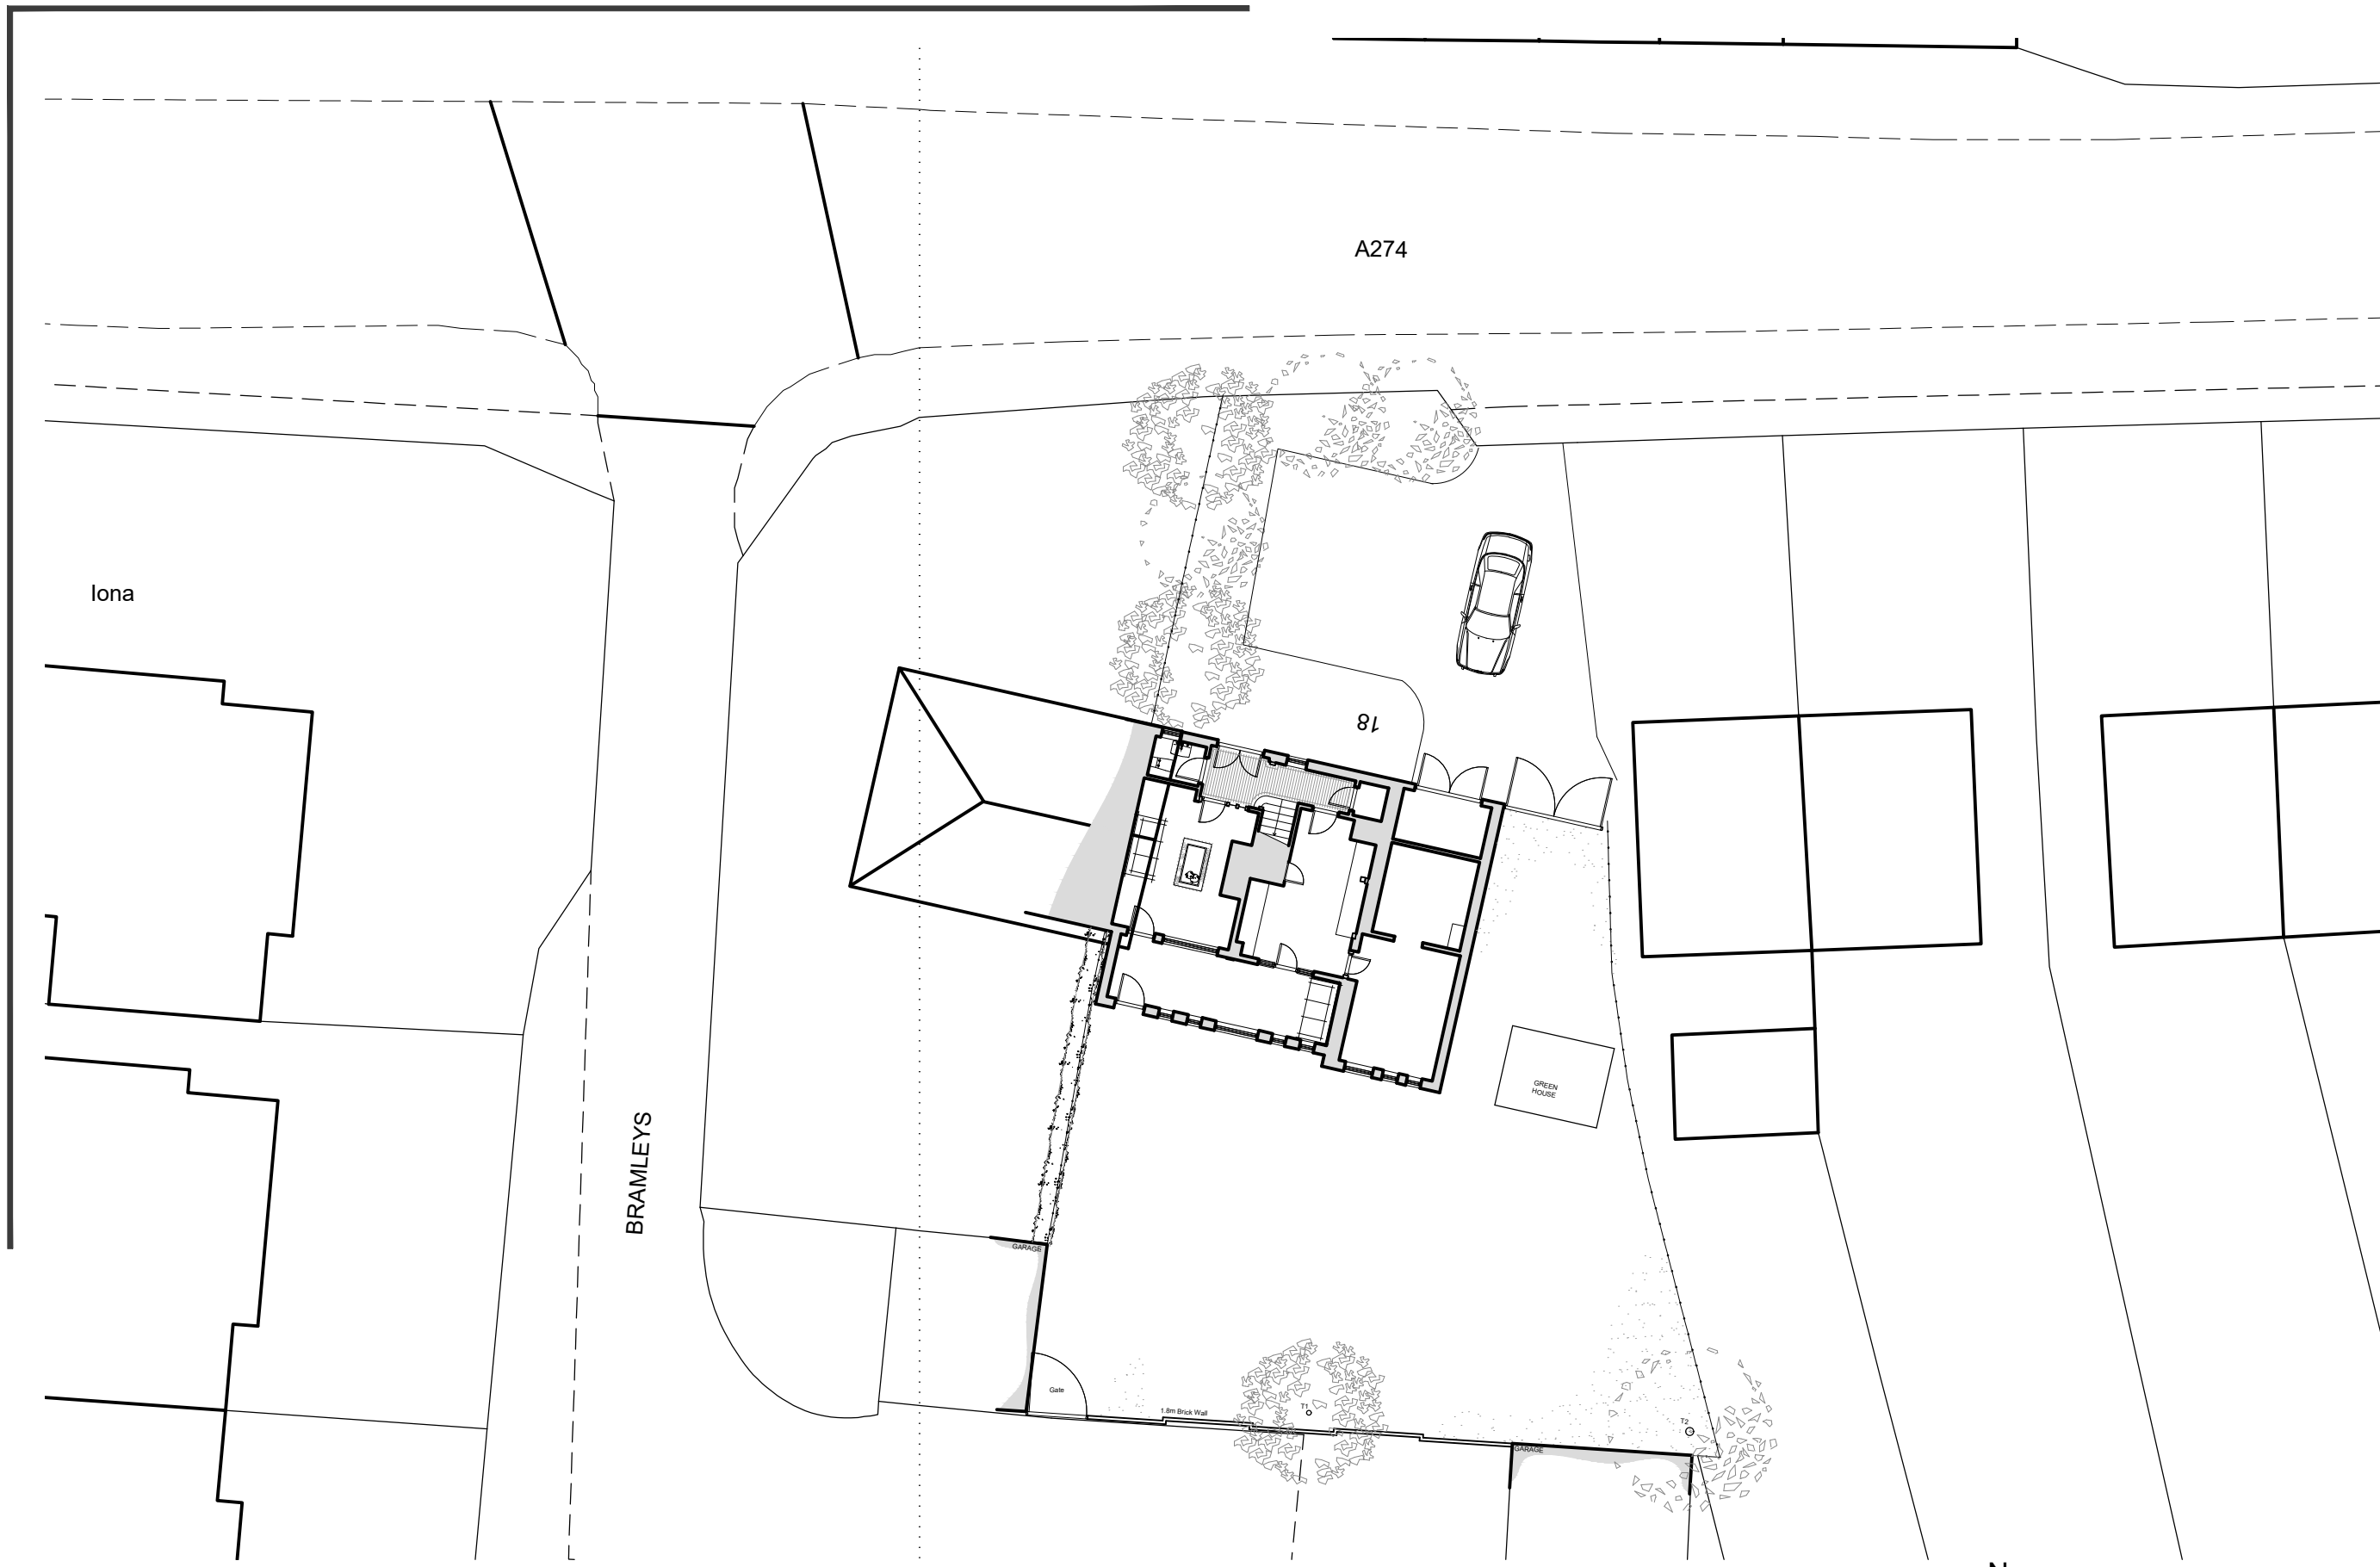 A274
Iona
18
GREEN
HOUSE
BRAMLEYS
GARAGE
Gate
1.8m Brick Wall
T1
T2
GARAGE